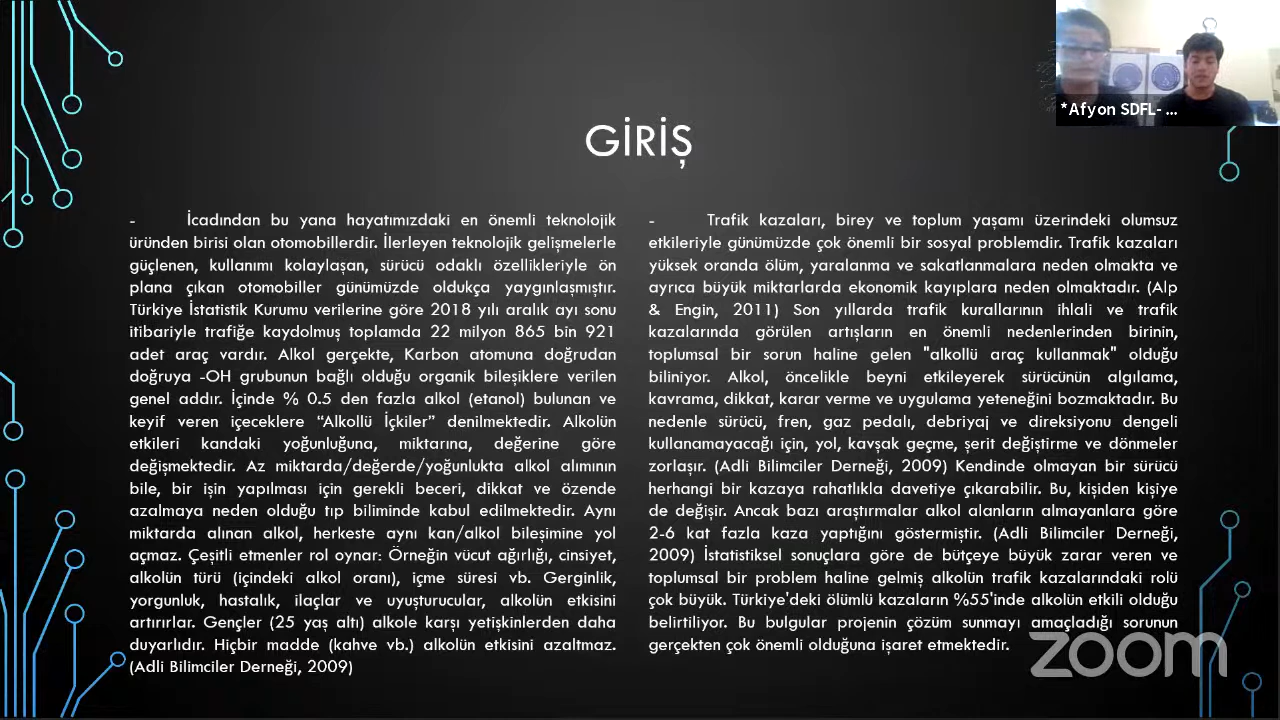 GİRİŞ
- İcadından bu yana hayatımızdaki en önemli teknolojik
üründen birisi olan otomobillerdir. İlerleyen teknolojik gelişmelerle
güçlenen, kullanımı kolaylaşan, sürücü odaklı özellikleriyle ön
plana çıkan otomobiller günümüzde oldukça yaygınlaşmıştır.
Türkiye İstatistik Kurumu verilerine göre 2018 yılı aralık ayı sonu
itibariyle trafiğe kaydolmuş toplamda 22 milyon 865 bin 921
adet araç vardır. Alkol gerçekte, Karbon atomuna doğrudan
doğruya -OH grubunun bağlı olduğu organik bileşiklere verilen
genel addır. İçinde % 0.5 den fazla alkol (etanol) bulunan ve
keyif veren içeceklere “Alkollü İçkiler” denilmektedir. Alkolün
etkileri kandaki yoğunluğuna, miktarına, değerine göre
değişmektedir. Az miktarda/değerde/yoğunlukta alkol alımının
bile, bir işin yapılması için gerekli beceri, dikkat ve özende
azalmaya neden olduğu tıp biliminde kabul edilmektedir. Aynı
miktarda alınan alkol, herkeste aynı kan/alkol bileşimine yol
açmaz. Çeşitli etmenler rol oynar: Örneğin vücut ağırlığı, cinsiyet,
alkolün türü (içindeki alkol oranı), içme süresi vb. Gerginlik,
yorgunluk, hastalık, ilaçlar ve uyuşturucular, alkolün etkisini
artırırlar. Gençler (25 yaş altı) alkole karşı yetişkinlerden daha
duyarlıdır. Hiçbir madde (kahve vb.) alkolün etkisini azaltmaz.
(Adli Bilimciler Derneği, 2009)
- Trafik kazaları, birey ve toplum yaşamı üzerindeki olumsuz
etkileriyle günümüzde çok önemli bir sosyal problemdir. Trafik kazaları
yüksek oranda ölüm, yaralanma ve sakatlanmalara neden olmakta ve
ayrıca büyük miktarlarda ekonomik kayıplara neden olmaktadır. (Alp
& Engin, 2011) Son yıllarda trafik kurallarının ihlali ve trafik
kazalarında görülen artışların en önemli nedenlerinden birinin,
toplumsal bir sorun haline gelen "alkollü araç kullanmak" olduğu
biliniyor. Alkol, öncelikle beyni etkileyerek sürücünün algılama,
kavrama, dikkat, karar verme ve uygulama yeteneğini bozmaktadır. Bu
nedenle sürücü, fren, gaz pedalı, debriyaj ve direksiyonu dengeli
kullanamayacağı için, yol, kavşak geçme, şerit değiştirme ve dönmeler
zorlaşır. (Adli Bilimciler Derneği, 2009) Kendinde olmayan bir sürücü
herhangi bir kazaya rahatlıkla davetiye çıkarabilir. Bu, kişiden kişiye
de değişir. Ancak bazı araştırmalar alkol alanların almayanlara göre
2-6 kat fazla kaza yaptığını göstermiştir. (Adli Bilimciler Derneği,
2009) İstatistiksel sonuçlara göre de bütçeye büyük zarar veren ve
toplumsal bir problem haline gelmiş alkolün trafik kazalarındaki rolü
çok büyük. Türkiye'deki ölümlü kazaların %55'inde alkolün etkili olduğu
belirtiliyor. Bu bulgular projenin çözüm sunmayı amaçladığı sorunun
gerçekten çok önemli olduğuna işaret etmektedir.
*Afyon SDFL- ...
zoom